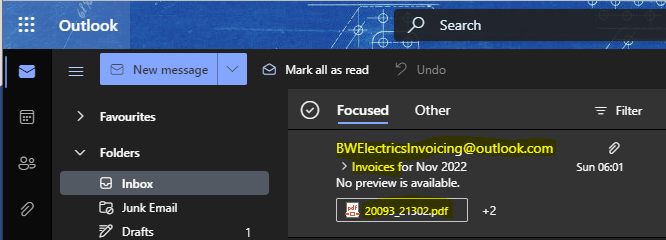 Outlook
Search
New message
Mark all as read
Undo
Favourites
Folders
Inbox
Junk Email
Drafts 1
Focused Other Filter
BWElectricsInvoicing@outlook.com
Invoices for Nov 2022 Sun 06:01
No preview is available.
pdf 20093_21302.pdf +2